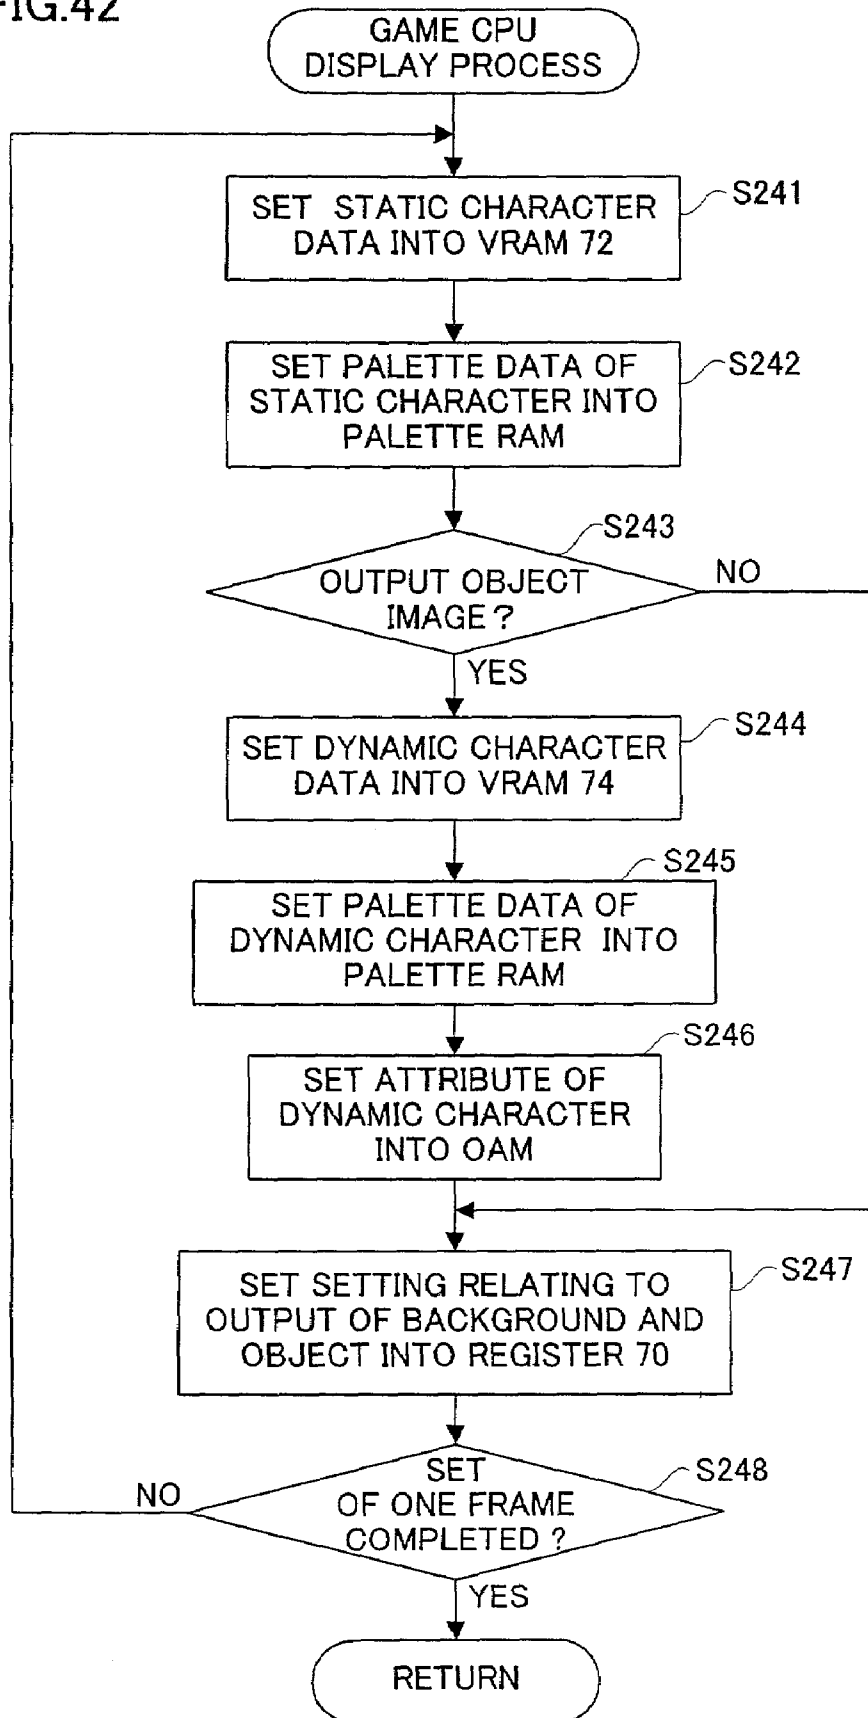 FIG.42
GAME CPU
DISPLAY PROCESS
S241
SET STATIC CHARACTER
DATA INTO VRAM 72
S242
SET PALETTE DATA OF
STATIC CHARACTER INTO
PALETTE RAM
S243
OUTPUT OBJECT
IMAGE?
NO
YES
S244
SET DYNAMIC CHARACTER
DATA INTO VRAM 74
S245
SET PALETTE DATA OF
DYNAMIC CHARACTER INTO
PALETTE RAM
S246
SET ATTRIBUTE OF
DYNAMIC CHARACTER
INTO OAM
S247
SET SETTING RELATING TO
OUTPUT OF BACKGROUND AND
OBJECT INTO REGISTER 70
S248
SET
OF ONE FRAME
COMPLETED ?
NO
YES
RETURN